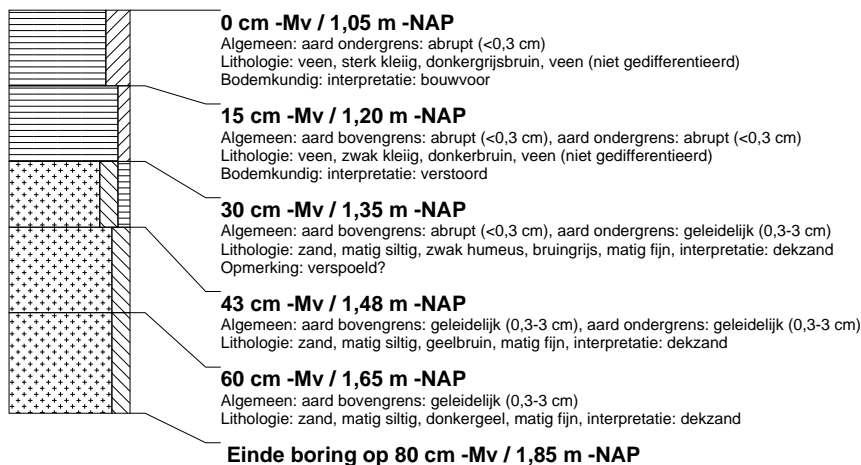 0 cm -Mv / 1,05 m -NAP
Algemeen: aard ondergrens: abrupt (<0,3 cm)
Lithologie: veen, sterk kleiig, donkergrijsbruin, veen (niet gedifferentieerd)
Bodemkundig: interpretatie: bouwvoor
15 cm -Mv / 1,20 m -NAP
Algemeen: aard bovengrens: abrupt (<0,3 cm), aard ondergrens: abrupt (<0,3 cm)
Lithologie: veen, zwak kleiig, donkerbruin, veen (niet gedifferentieerd)
Bodemkundig: interpretatie: verstoord
30 cm -Mv / 1,35 m -NAP
Algemeen: aard bovengrens: abrupt (<0,3 cm), aard ondergrens: geleidelijk (0,3-3 cm)
Lithologie: zand, matig siltig, zwak humeus, bruingrijs, matig fijn, interpretatie: dekzand
Opmerking: verspoeld?
43 cm -Mv / 1,48 m -NAP
Algemeen: aard bovengrens: geleidelijk (0,3-3 cm), aard ondergrens: geleidelijk (0,3-3 cm)
Lithologie: zand, matig siltig, geelbruin, matig fijn, interpretatie: dekzand
60 cm -Mv / 1,65 m -NAP
Algemeen: aard bovengrens: geleidelijk (0,3-3 cm)
Lithologie: zand, matig siltig, donkergeel, matig fijn, interpretatie: dekzand
Einde boring op 80 cm -Mv / 1,85 m -NAP